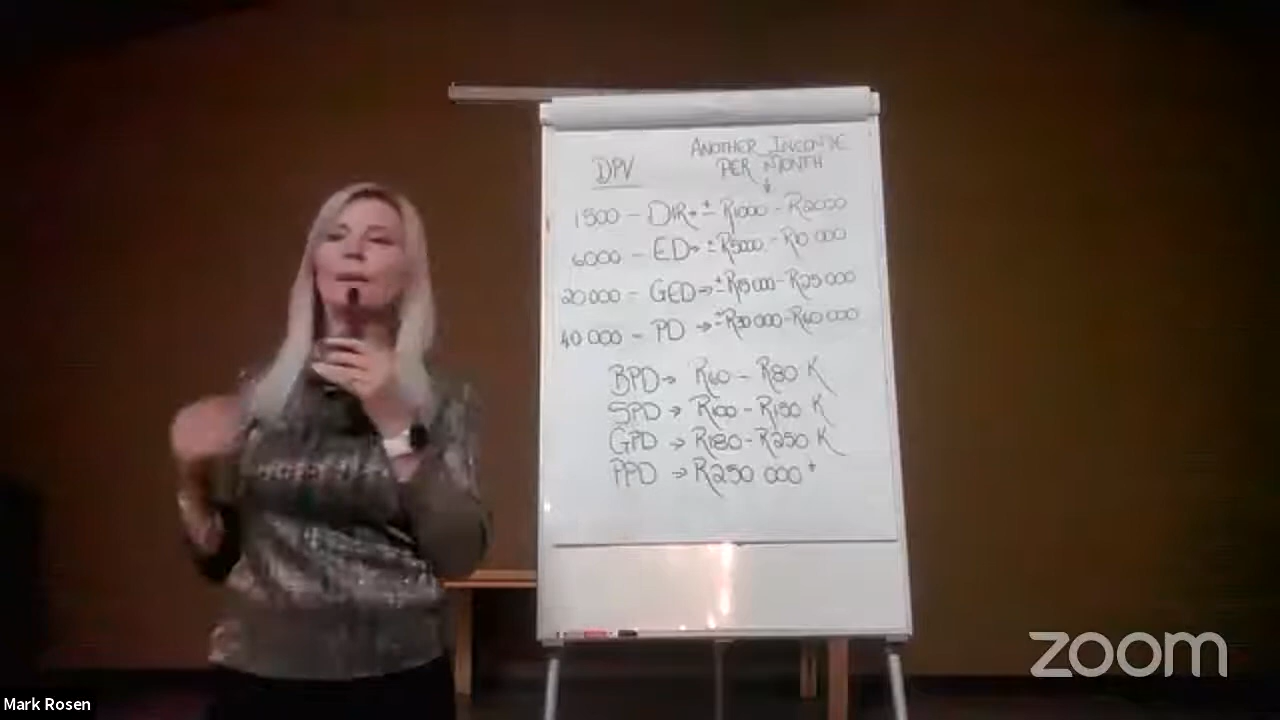 DPV
ANOTHER INCOME
PER MONTH
1500 - DIR → ± R1000 - R2000
6000 - ED → ± R5000 - R10 000
20 000 - GED → ± R15 000 - R25 000
40 000 - PD → ± R30 000 - R60 000
BPD → R60 - R80 K
SPD → R100 - R150 K
GPD → R180 - R250 K
PPD → R250 000+
zoom
Mark Rosen